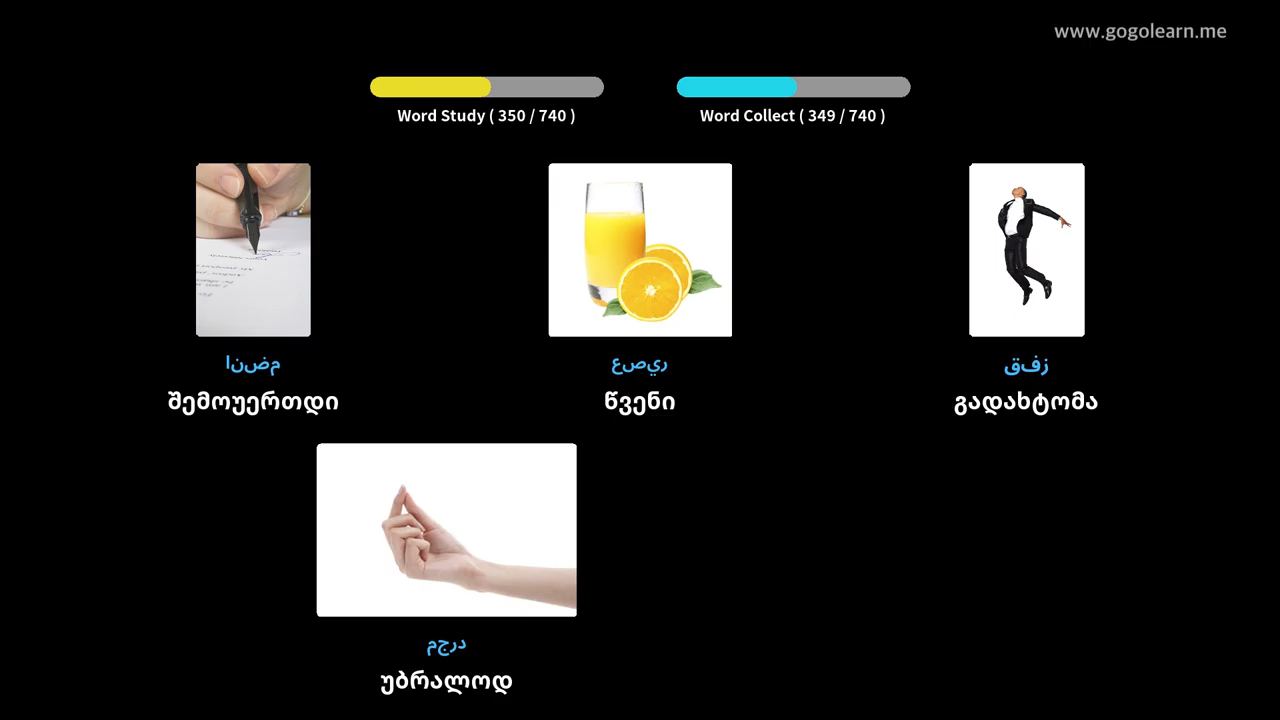 www.gogolearn.me
Word Study ( 350 / 740 )
Word Collect ( 349 / 740 )
انضم
შემოუერთდი
عصير
წვენი
قفز
გადახტომა
مجرد
უბრალოდ